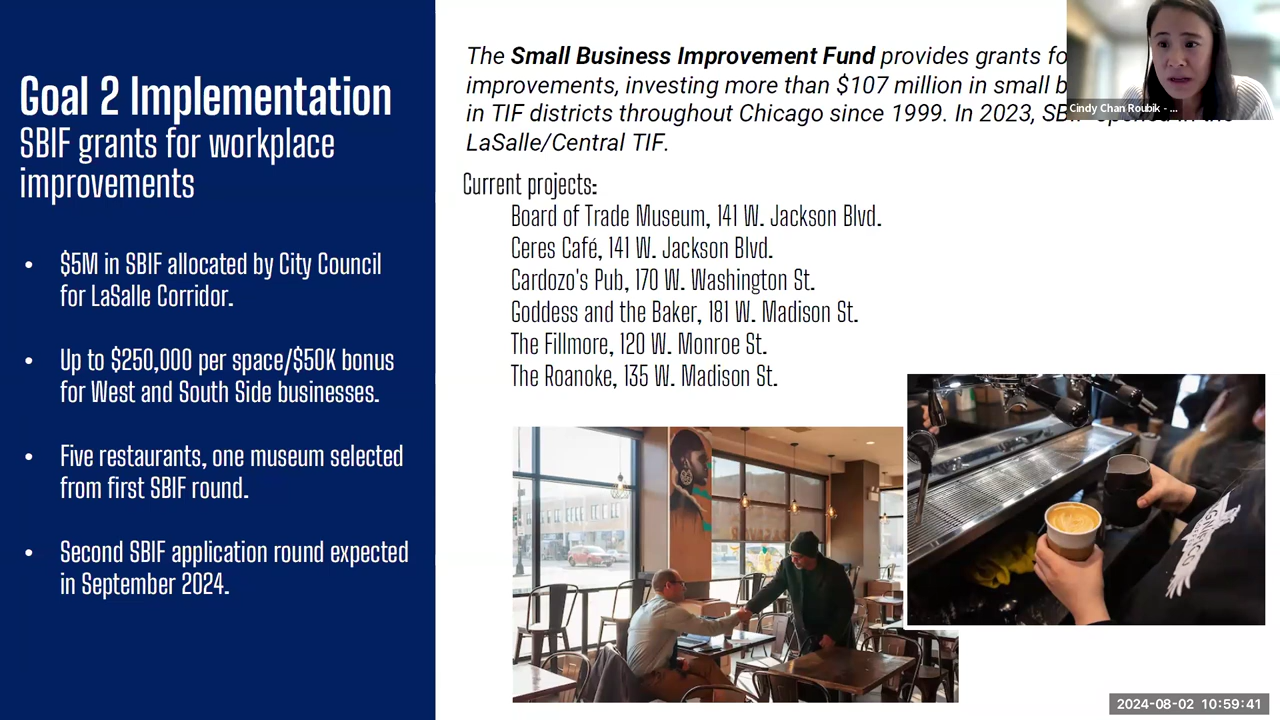 Goal 2 Implementation
SBIF grants for workplace
improvements
• $5M in SBIF allocated by City Council
for LaSalle Corridor.
• Up to $250,000 per space/$50K bonus
for West and South Side businesses.
• Five restaurants, one museum selected
from first SBIF round.
• Second SBIF application round expected
in September 2024.
The Small Business Improvement Fund provides grants
improvements, investing more than $107 million in small
in TIF districts throughout Chicago since 1999. In 2023,
LaSalle/Central TIF.
Current projects:
Board of Trade Museum, 141 W. Jackson Blvd.
Ceres Café, 141 W. Jackson Blvd.
Cardozo's Pub, 170 W. Washington St.
Goddess and the Baker, 181 W. Madison St.
The Fillmore, 120 W. Monroe St.
The Roanoke, 135 W. Madison St.
Cindy Chan Roubik - ...
2024-08-02 10:59:41